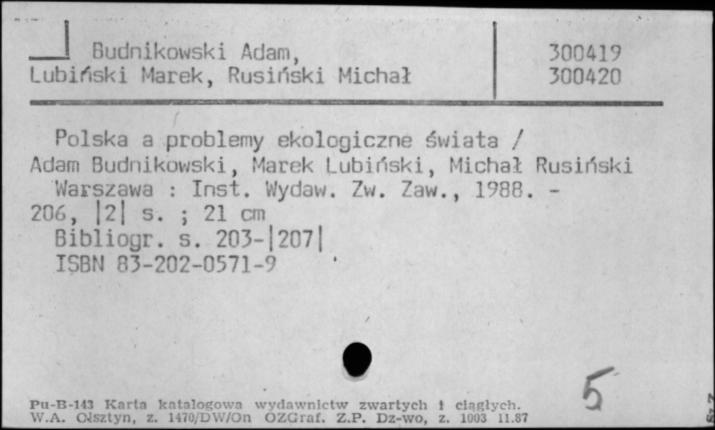 Budnikowski Adam,
Lubiński Marek, Rusiński Michał
300419
300420
Polska a problemy ekologiczne świata /
Adam Budnikowski, Marek Lubiński, Michał Rusiński
Warszawa : Inst. Wydaw. Zw. Zaw., 1988. -
206, |2| s. ; 21 cm
Bibliogr. s. 203-|207|
ISBN 83-202-0571-9
5
Pu-B-143 Karta katalogowa wydawnictw zwartych i ciągłych.
W.A. Olsztyn, z. 1470/DW/On OZGraf. Z.P. Dz-wo, z. 1003 11.87